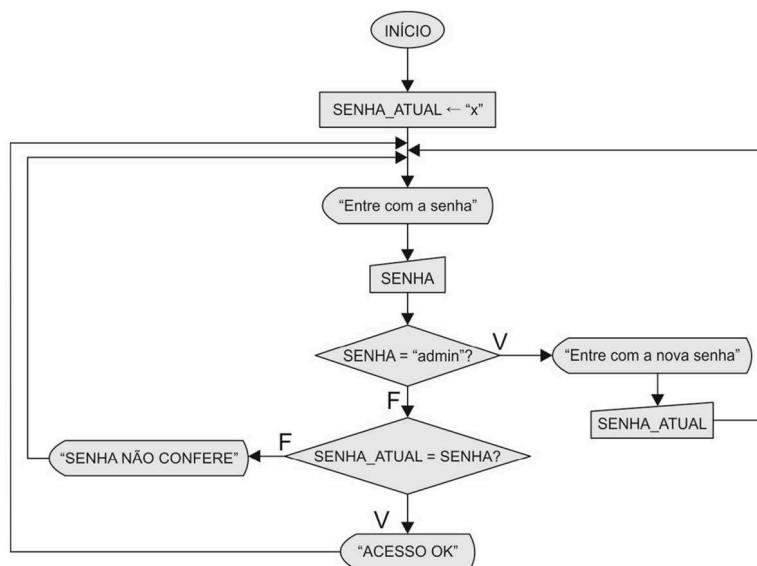 INÍCIO
SENHA_ATUAL ← “x”
“Entre com a senha”
SENHA
SENHA = “admin”?
V
“Entre com a nova senha”
F
SENHA_ATUAL
SENHA_ATUAL = SENHA?
F
“SENHA NÃO CONFERE”
V
“ACESSO OK”